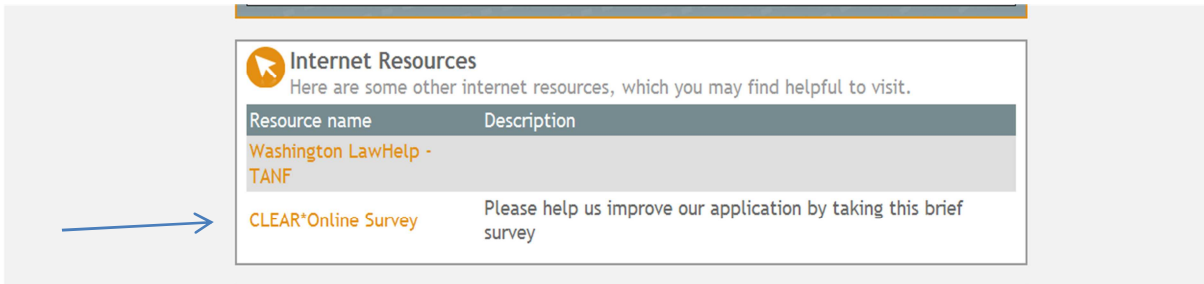 Internet Resources
Here are some other internet resources, which you may find helpful to visit.
Resource name Description
Washington LawHelp -
TANF
CLEAR*Online Survey Please help us improve our application by taking this brief
survey